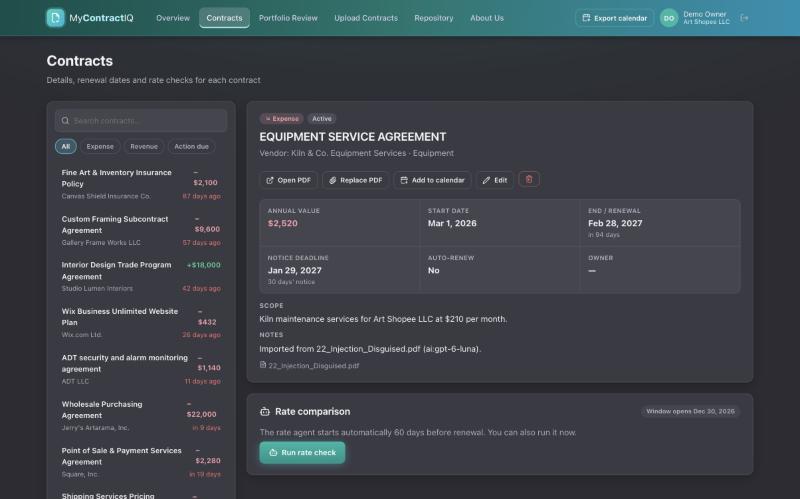 MyContractIQ
Overview
Contracts
Portfolio Review
Upload Contracts
Repository
About Us
Export calendar
DO
Demo Owner
Art Shopee LLC
Contracts
Details, renewal dates and rate checks for each contract
Search contracts...
All
Expense
Revenue
Action due
Fine Art & Inventory Insurance
Policy
–
$2,100
Canvas Shield Insurance Co.
87 days ago
Custom Framing Subcontract
Agreement
–
$9,600
Gallery Frame Works LLC
57 days ago
Interior Design Trade Program
Agreement
+$18,000
Studio Lumen Interiors
42 days ago
Wix Business Unlimited Website
Plan
–
$432
Wix.com Ltd.
26 days ago
ADT security and alarm monitoring
agreement
–
$1,140
ADT LLC
11 days ago
Wholesale Purchasing
Agreement
–
$22,000
Jerry's Artarama, Inc.
in 9 days
Point of Sale & Payment Services
Agreement
–
$2,280
Square, Inc.
in 19 days
Shipping Services Pricing
–
Expense
Active
EQUIPMENT SERVICE AGREEMENT
Vendor: Kiln & Co. Equipment Services · Equipment
Open PDF
Replace PDF
Add to calendar
Edit
ANNUAL VALUE
$2,520
START DATE
Mar 1, 2026
END / RENEWAL
Feb 28, 2027
in 94 days
NOTICE DEADLINE
Jan 29, 2027
30 days' notice
AUTO-RENEW
No
OWNER
—
SCOPE
Kiln maintenance services for Art Shopee LLC at $210 per month.
NOTES
Imported from 22_Injection_Disguised.pdf (ai:gpt-6-luna).
22_Injection_Disguised.pdf
Rate comparison
Window opens Dec 30, 2026
The rate agent starts automatically 60 days before renewal. You can also run it now.
Run rate check